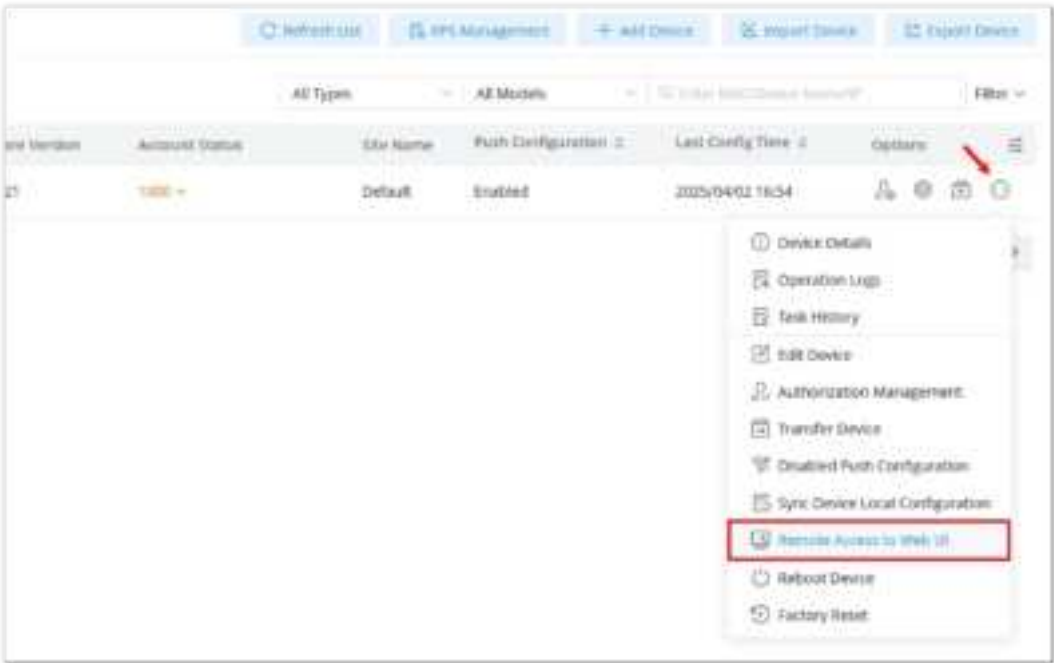 Refresh List RPS Management + Add Device Import Device Export Device
All Types All Models Filter
Version Account Status Site Name Push Configuration Last Config Time Options
21 Default Enabled 2025/04/02 16:54
Device Details
Operation Logs
Task History
Edit Device
Authorization Management
Transfer Device
Disabled Push Configuration
Sync Device Local Configuration
Remote Access to Web UI
Reboot Device
Factory Reset